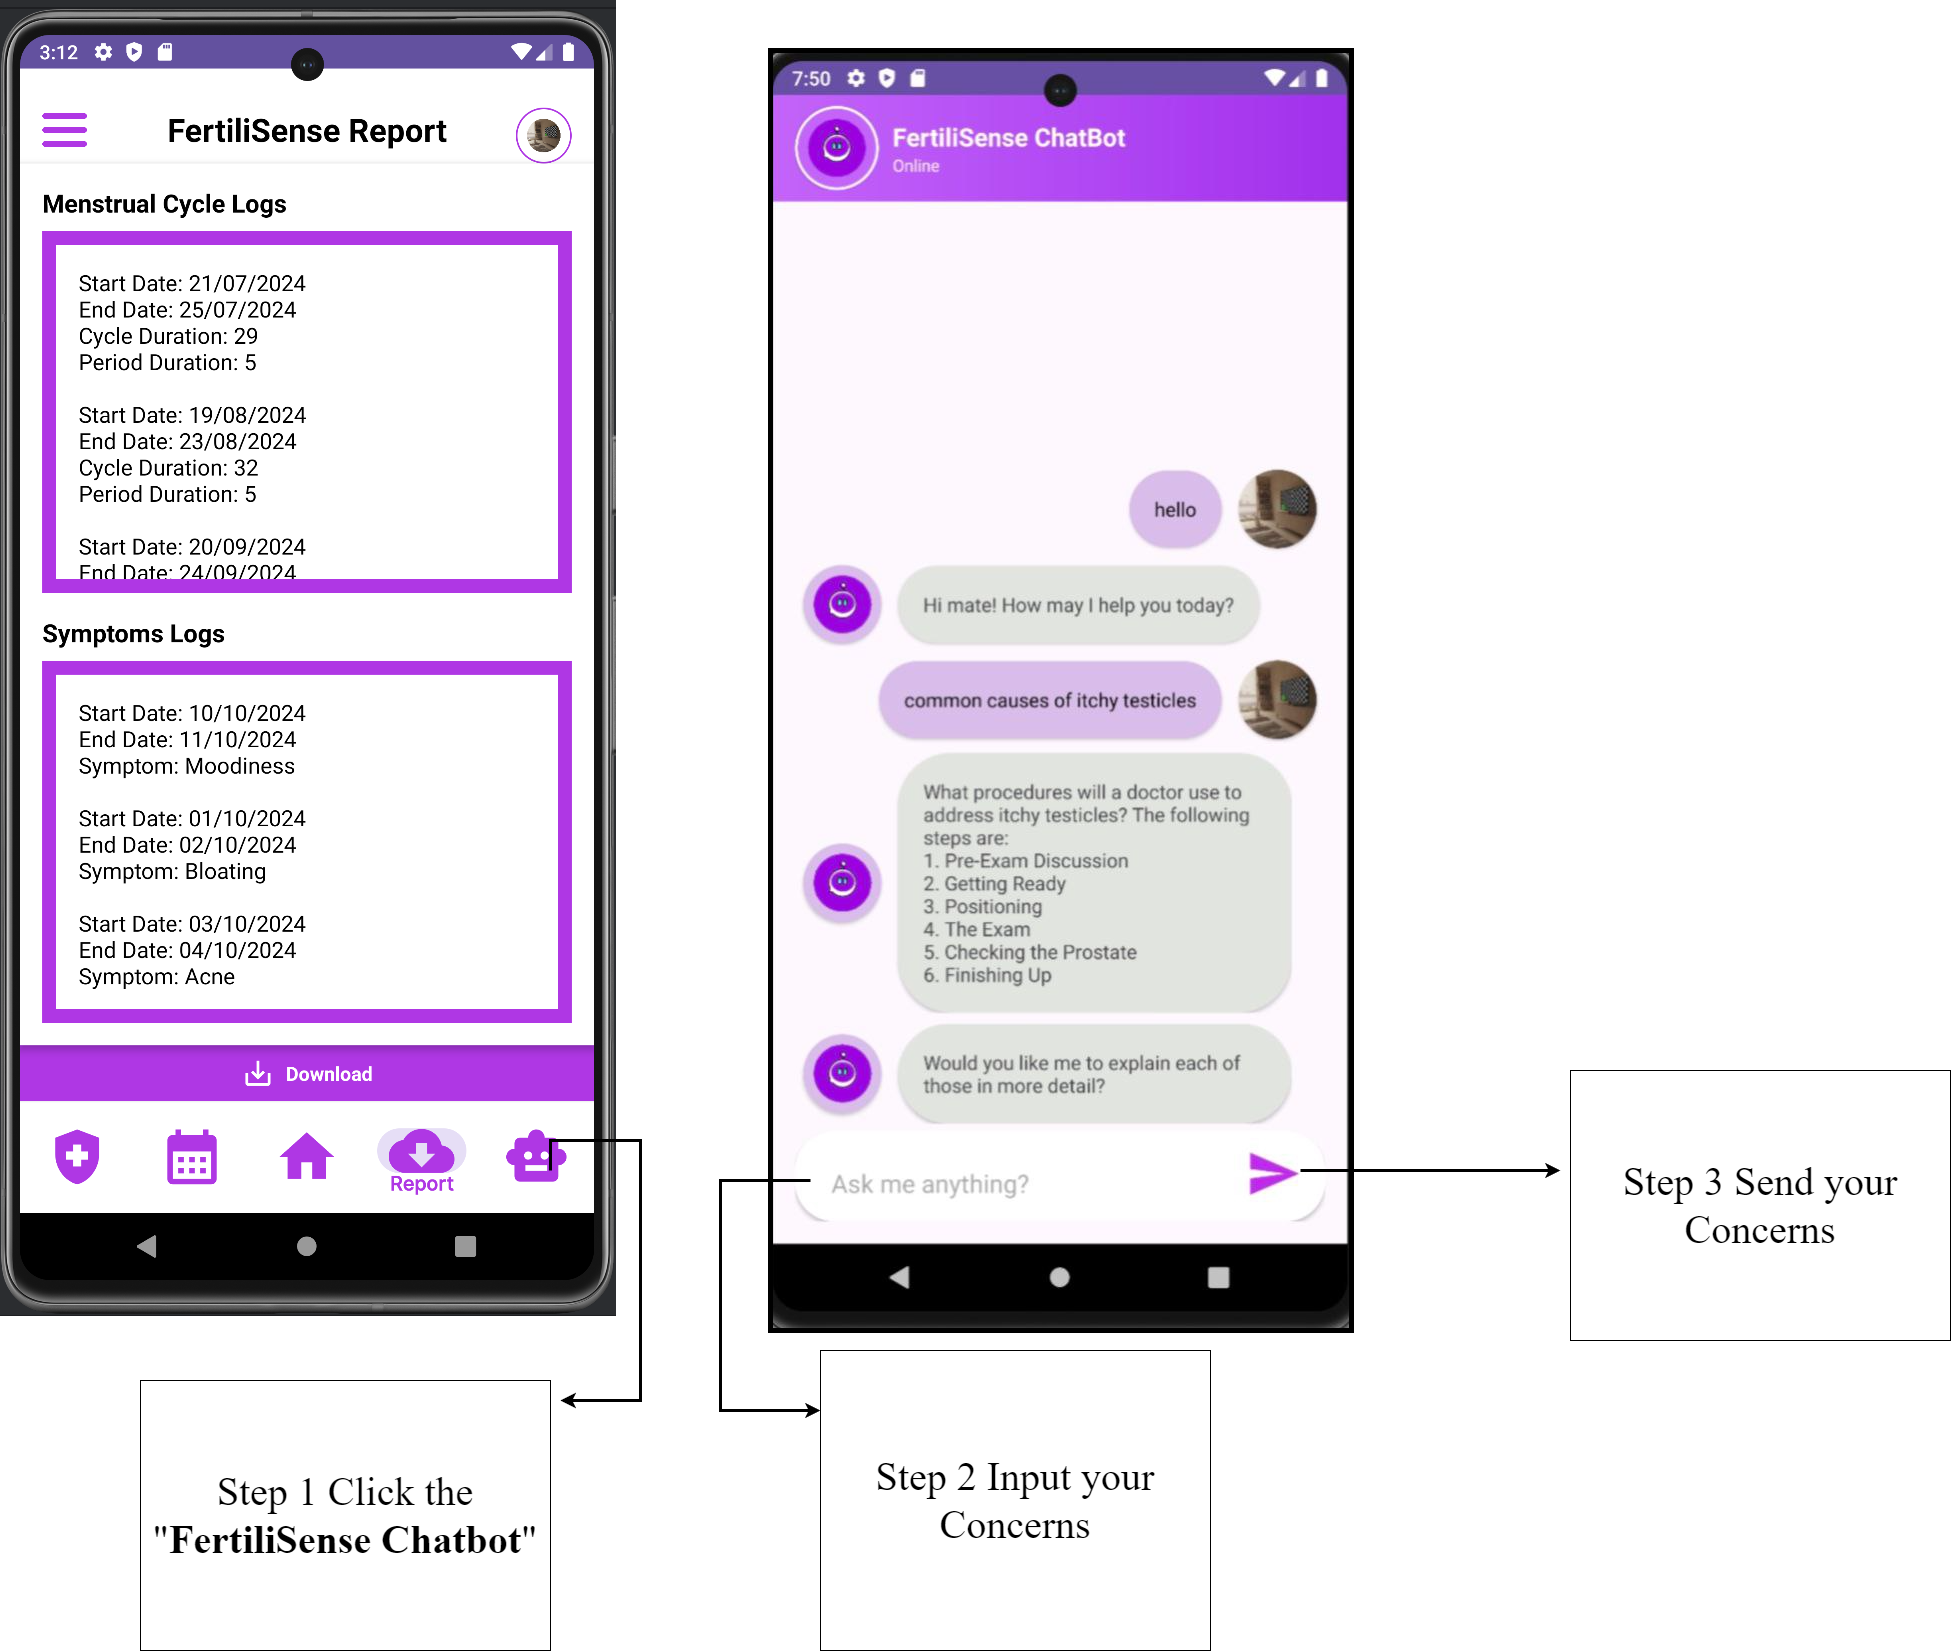 3:12
FertiliSense Report
Menstrual Cycle Logs
Start Date: 21/07/2024
End Date: 25/07/2024
Cycle Duration: 29
Period Duration: 5
Start Date: 19/08/2024
End Date: 23/08/2024
Cycle Duration: 32
Period Duration: 5
Start Date: 20/09/2024
End Date: 24/09/2024
Symptoms Logs
Start Date: 10/10/2024
End Date: 11/10/2024
Symptom: Moodiness
Start Date: 01/10/2024
End Date: 02/10/2024
Symptom: Bloating
Start Date: 03/10/2024
End Date: 04/10/2024
Symptom: Acne
Download
Report
Step 1 Click the
"FertiliSense Chatbot"
7:50
FertiliSense ChatBot
Online
hello
Hi mate! How may I help you today?
common causes of itchy testicles
What procedures will a doctor use to
address itchy testicles? The following
steps are:
1. Pre-Exam Discussion
2. Getting Ready
3. Positioning
4. The Exam
5. Checking the Prostate
6. Finishing Up
Would you like me to explain each of
those in more detail?
Ask me anything?
Step 2 Input your
Concerns
Step 3 Send your
Concerns